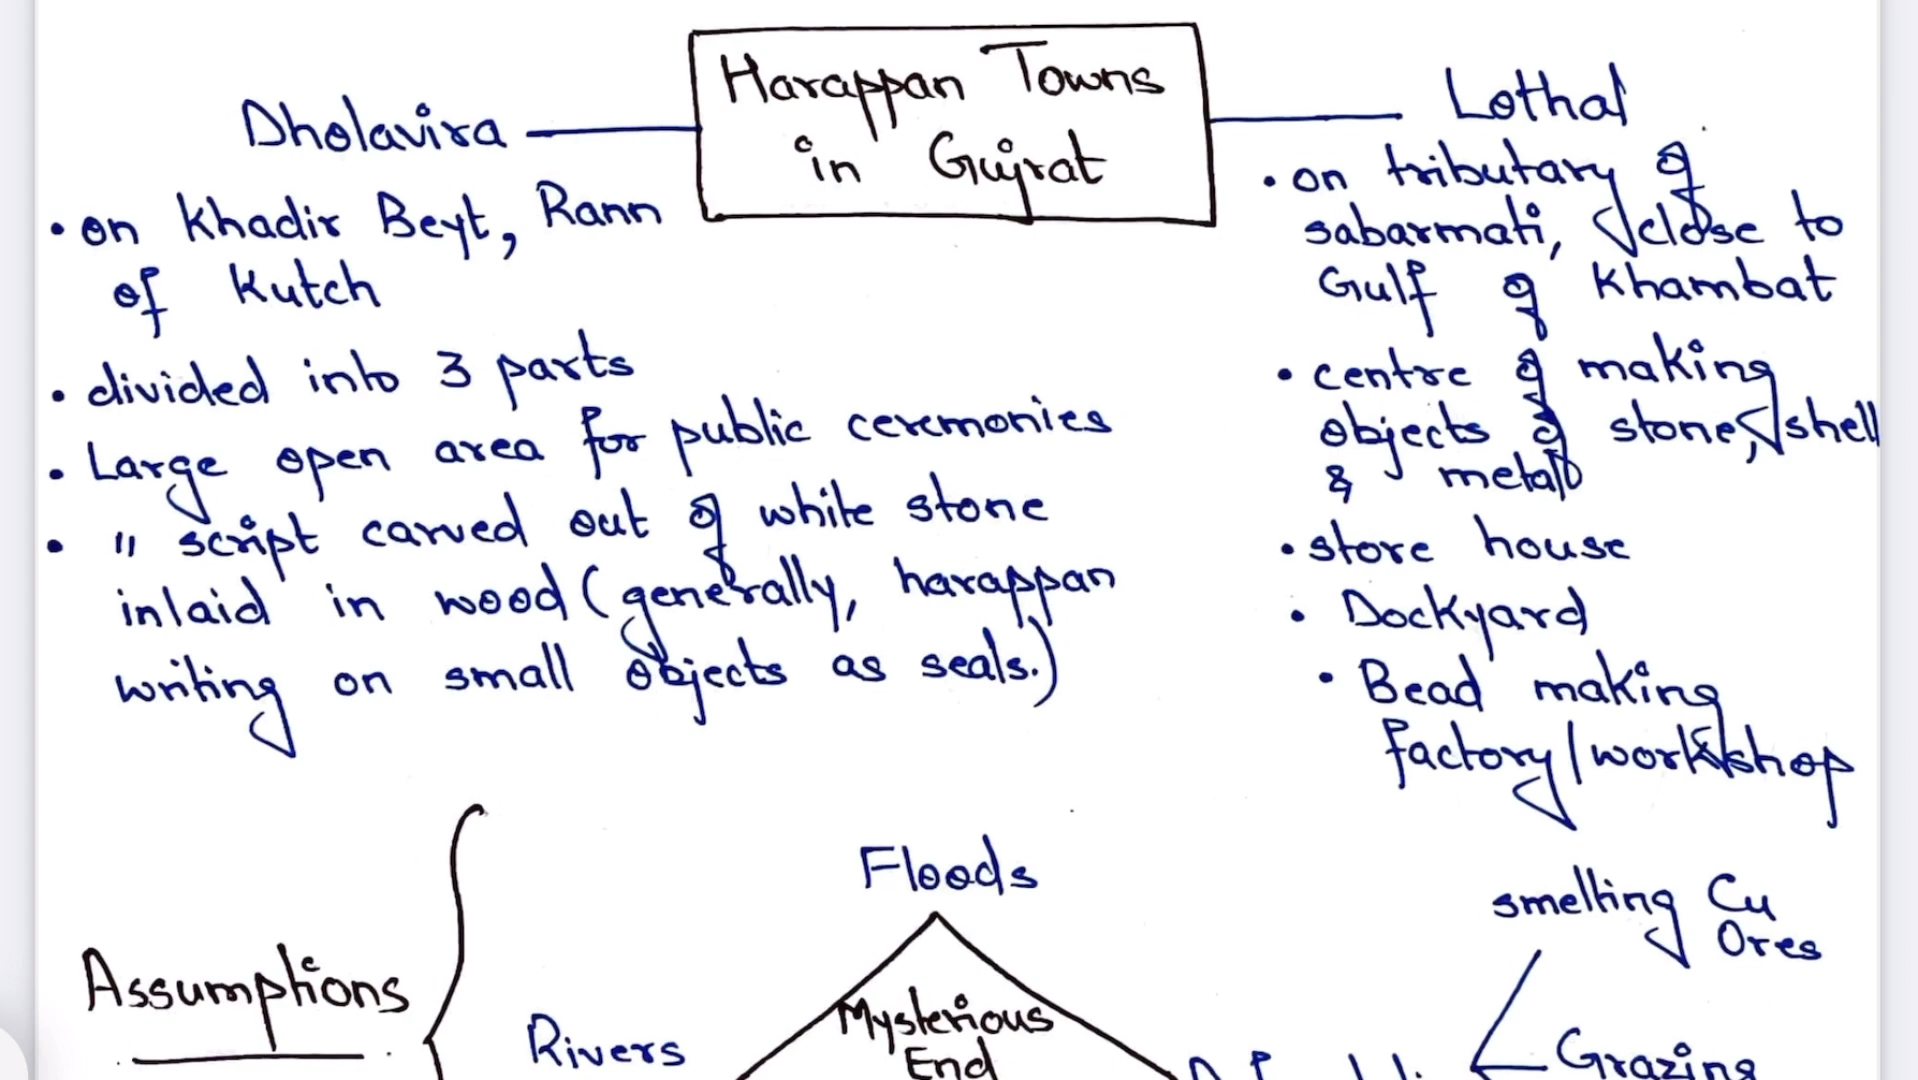 Harappan Towns
in Gujrat
Dholavira
• on Khadir Beyt, Rann
of Kutch
• divided into 3 parts
• Large open area for public ceremonies
• " script carved out of white stone
inlaid in wood (generally, harappan
writing on small objects as seals.)
Lothal
• on tributary of
sabarmati, close to
Gulf of Khambat
• centre of making
objects of stone, shell
& metal
• store house
• Dockyard
• Bead making
factory/workshop
Assumptions
Floods
Rivers
Mysterious
End
smelting Cu
Ores
Grazing